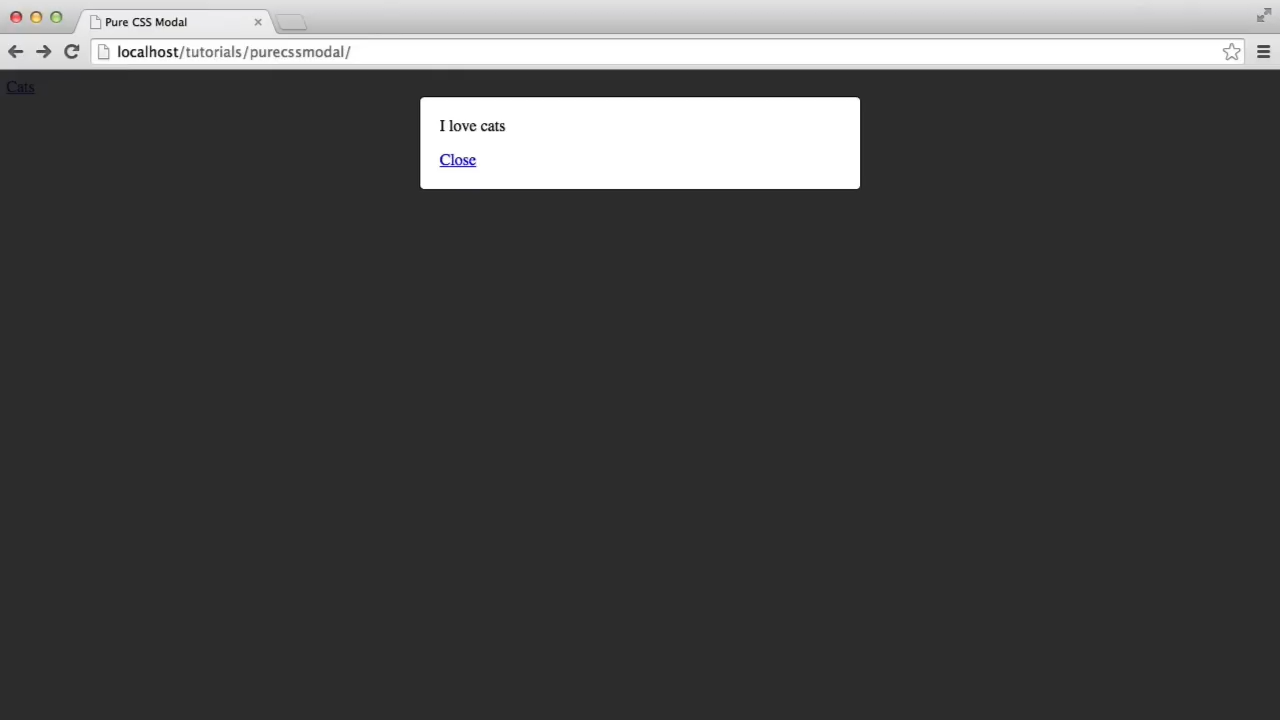 Pure CSS Modal
localhost/tutorials/purecssmodal/
Cats
I love cats
Close